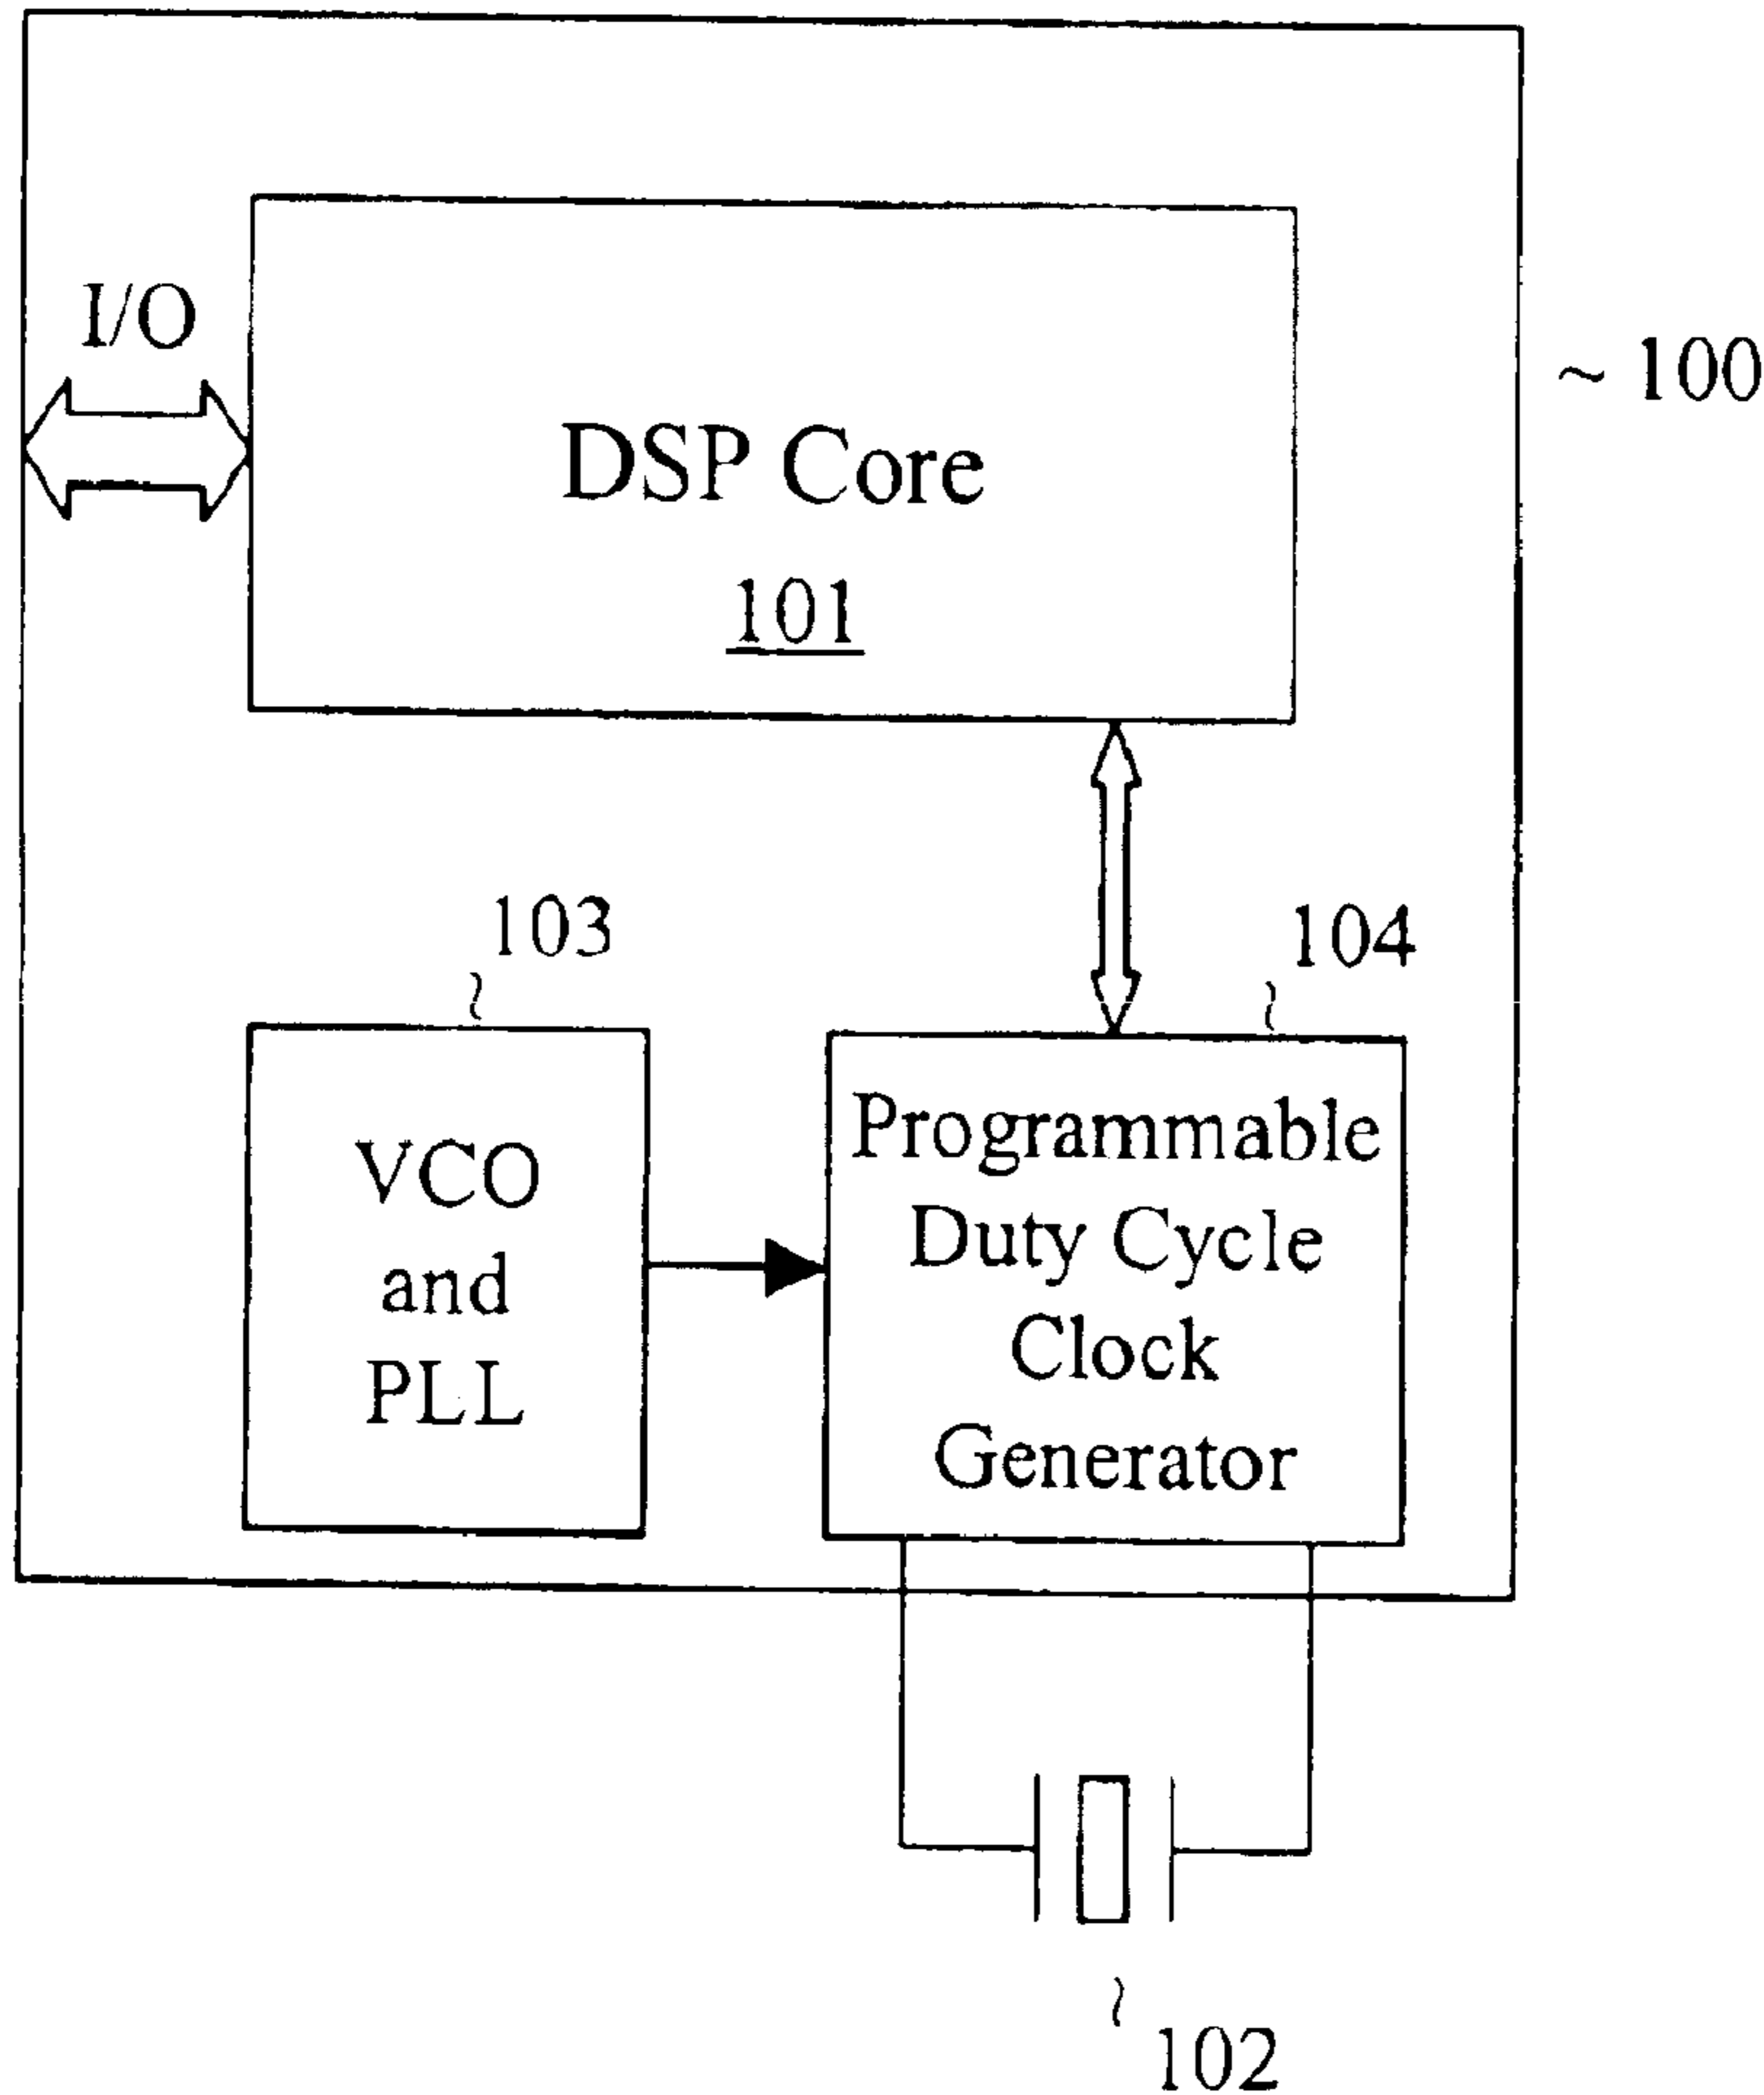 I/O
~ 100
DSP Core
101
103
104
VCO
and
PLL
Programmable
Duty Cycle
Clock
Generator
102